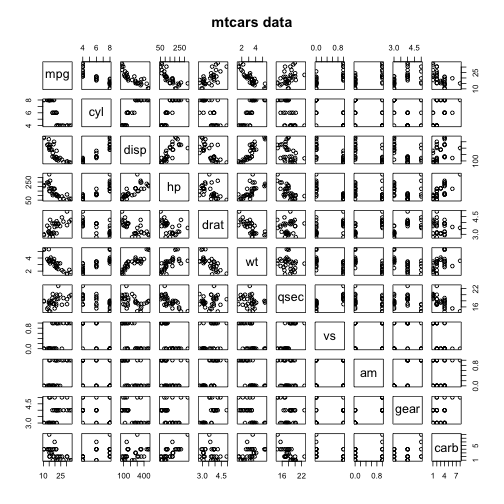 mtcars data
4 6 8
50 250
2 4
0.0 0.8
3.0 4.5
mpg
10 25
cyl
4 6 8
disp
100
hp
50 250
drat
3.0 4.5
wt
2 4
qsec
16 22
vs
0.0 0.8
am
0.0 0.8
gear
3.0 4.5
carb
1 5
10 25
100 400
3.0 4.5
16 22
0.0 0.8
1 4 7